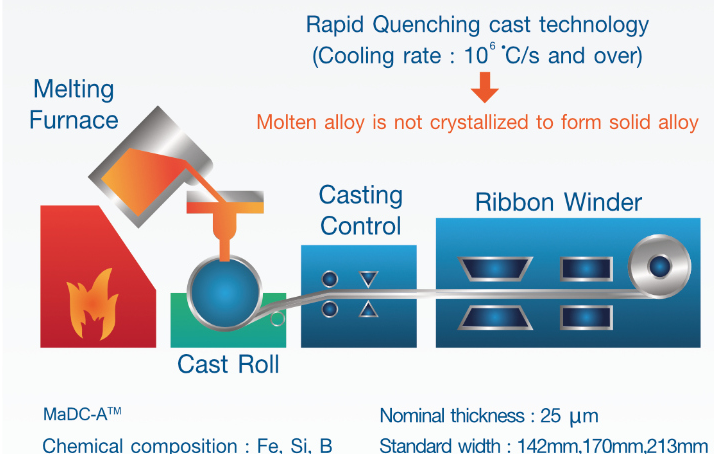 Rapid Quenching cast technology
(Cooling rate : 10⁶ °C/s and over)
Melting
Furnace
Molten alloy is not crystallized to form solid alloy
Casting
Control
Ribbon Winder
Cast Roll
MaDC-A™
Nominal thickness : 25 μm
Chemical composition : Fe, Si, B
Standard width : 142mm,170mm,213mm